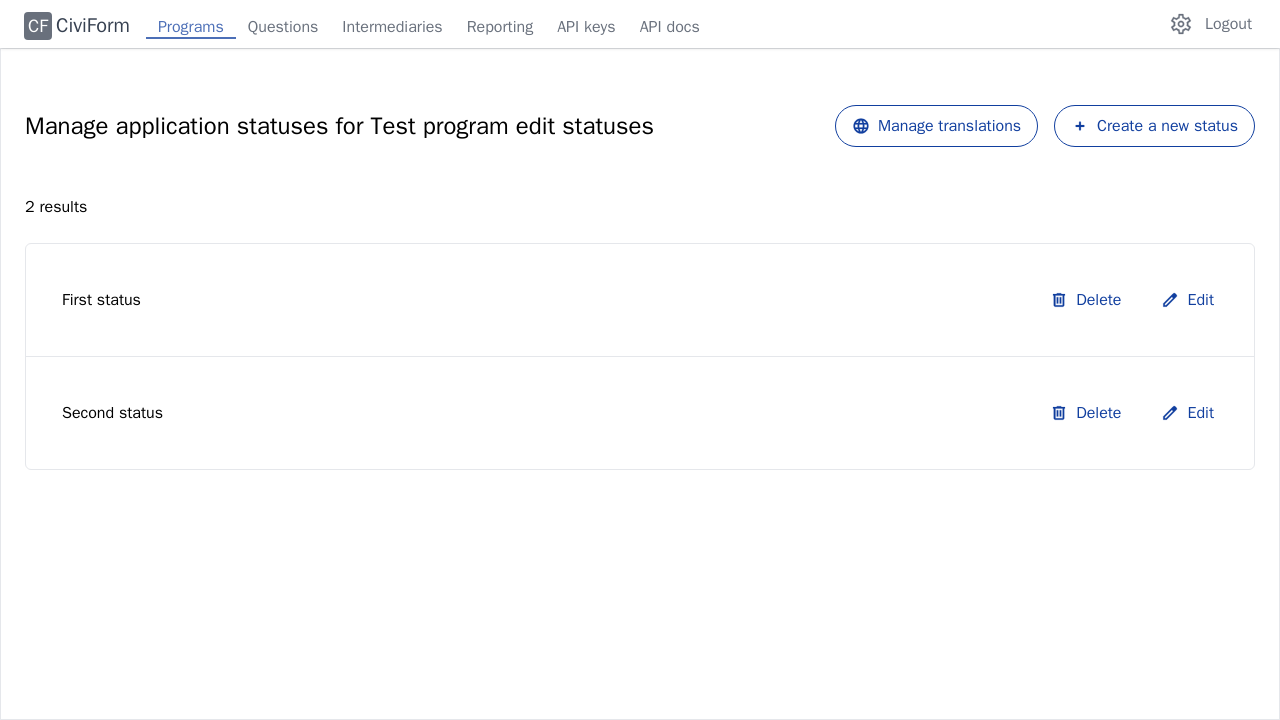 CF CiviForm Programs Questions Intermediaries Reporting API keys API docs Logout
Manage application statuses for Test program edit statuses Manage translations Create a new status
2 results
First status Delete Edit
Second status Delete Edit